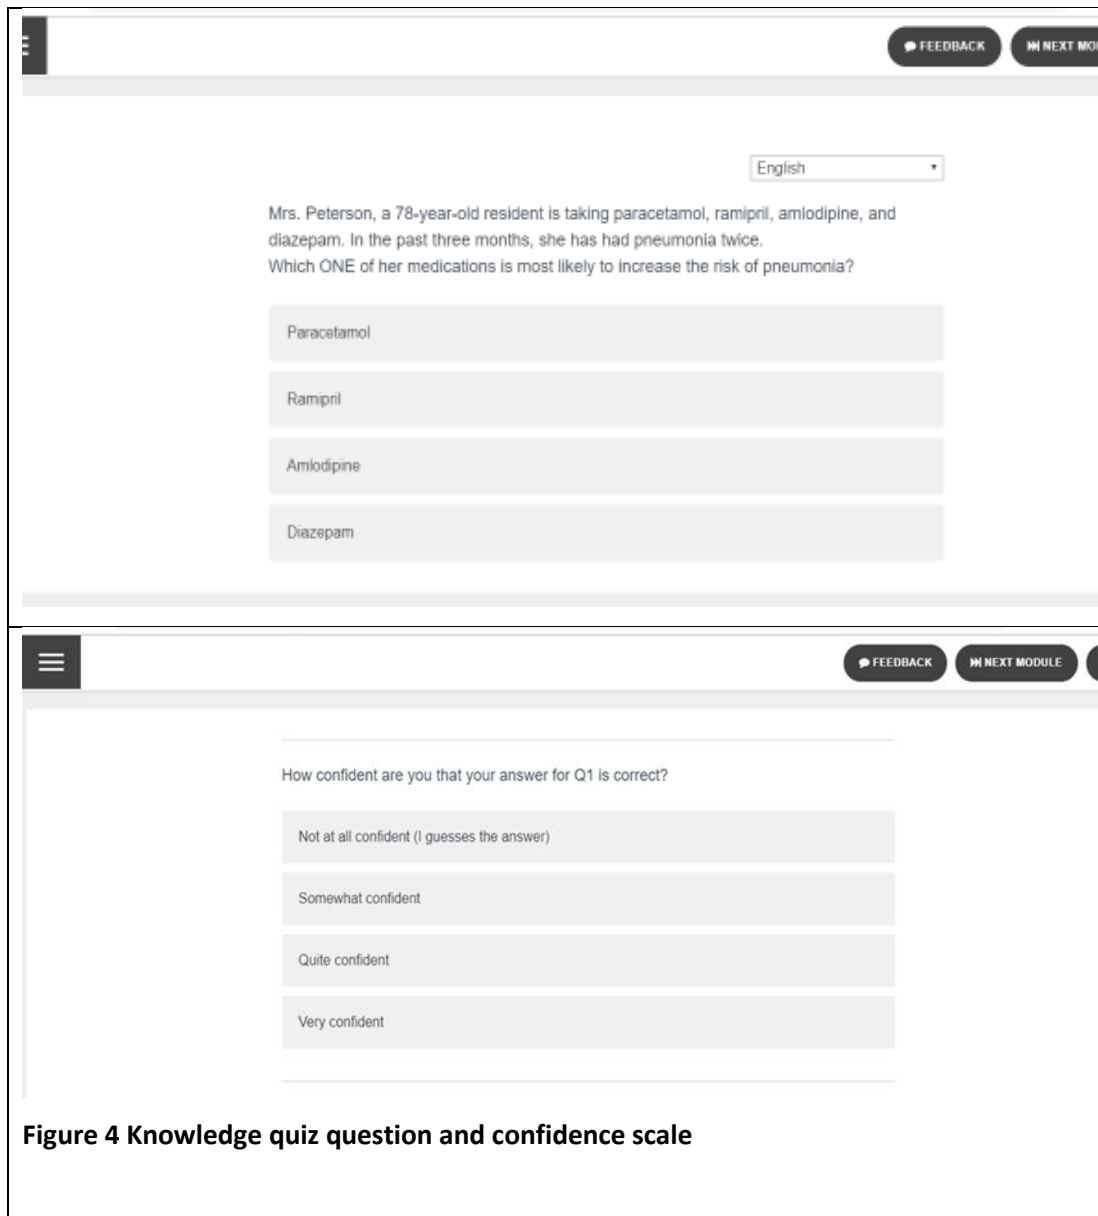 FEEDBACK
NEXT MO
English
Mrs. Peterson, a 78-year-old resident is taking paracetamol, ramipril, amlodipine, and
diazepam. In the past three months, she has had pneumonia twice.
Which ONE of her medications is most likely to increase the risk of pneumonia?
Paracetamol
Ramipril
Amlodipine
Diazepam
FEEDBACK
NEXT MODULE
How confident are you that your answer for Q1 is correct?
Not at all confident (I guesses the answer)
Somewhat confident
Quite confident
Very confident
Figure 4 Knowledge quiz question and confidence scale